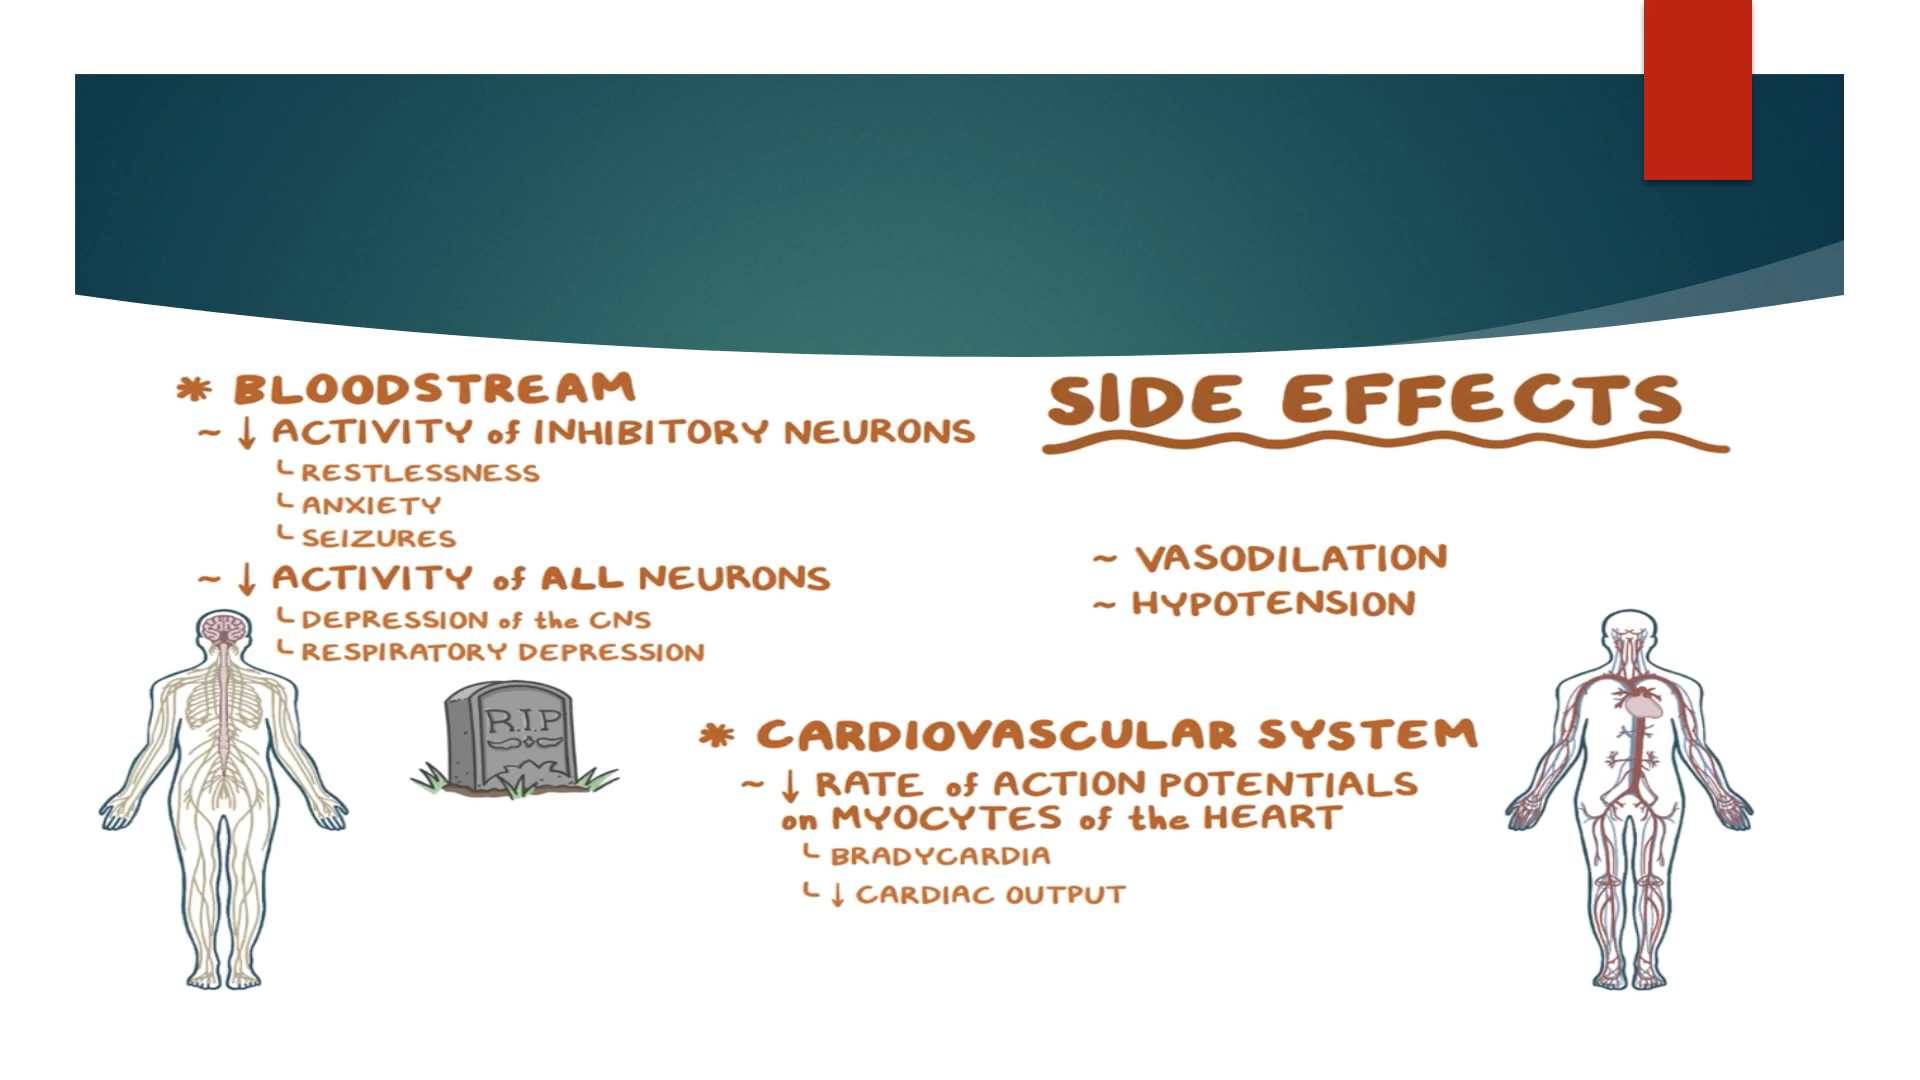 * BLOODSTREAM
~ ↓ ACTIVITY of INHIBITORY NEURONS
└ RESTLESSNESS
└ ANXIETY
└ SEIZURES
~ ↓ ACTIVITY of ALL NEURONS
└ DEPRESSION of the CNS
└ RESPIRATORY DEPRESSION
R.I.P
SIDE EFFECTS
~ VASODILATION
~ HYPOTENSION
* CARDIOVASCULAR SYSTEM
~ ↓ RATE of ACTION POTENTIALS
on MYOCYTES of the HEART
└ BRADYCARDIA
└ ↓ CARDIAC OUTPUT